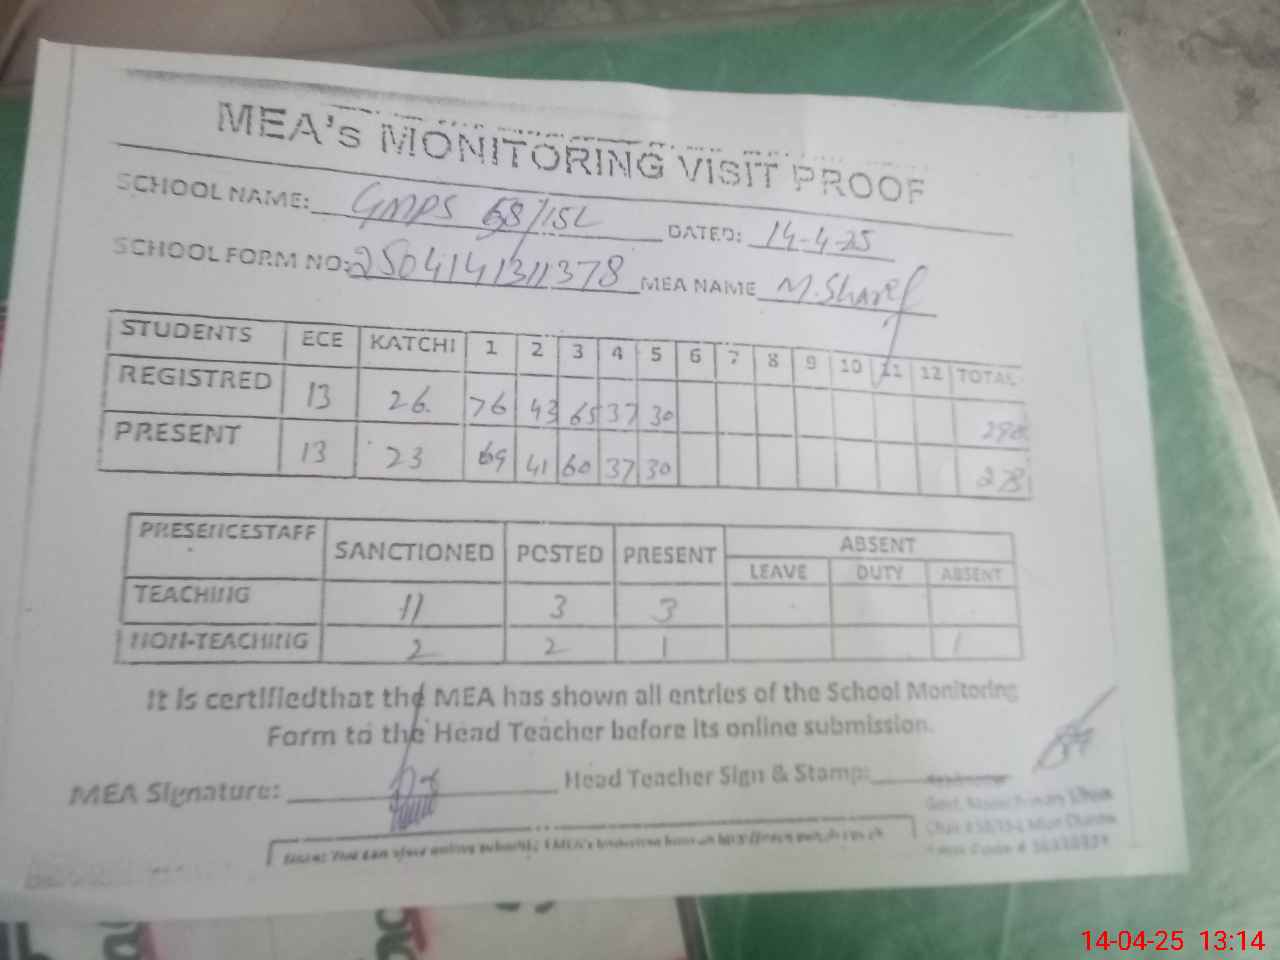 MEA's MONITORING VISIT PROOF
SCHOOL NAME: GMPS 58/15L DATED: 14-4-25
SCHOOL FORM NO: 25041411378 MEA NAME M. Sharef
STUDENTS ECE KATCHI 1 2 3 4 5 6 7 8 9 10 11 12 TOTAL
REGISTRED 13 26 76 43 65 37 30 290
PRESENT 13 23 69 41 60 37 30 273
PRESENCESTAFF SANCTIONED POSTED PRESENT ABSENT
LEAVE DUTY ABSENT
TEACHING 11 3 3
NON-TEACHING 2 2 1 1
It is certifiedthat the MEA has shown all entries of the School Monitoring
Form to the Head Teacher before its online submission.
MEA Signature: Head Teacher Sign & Stamp:
14-04-25 13:14